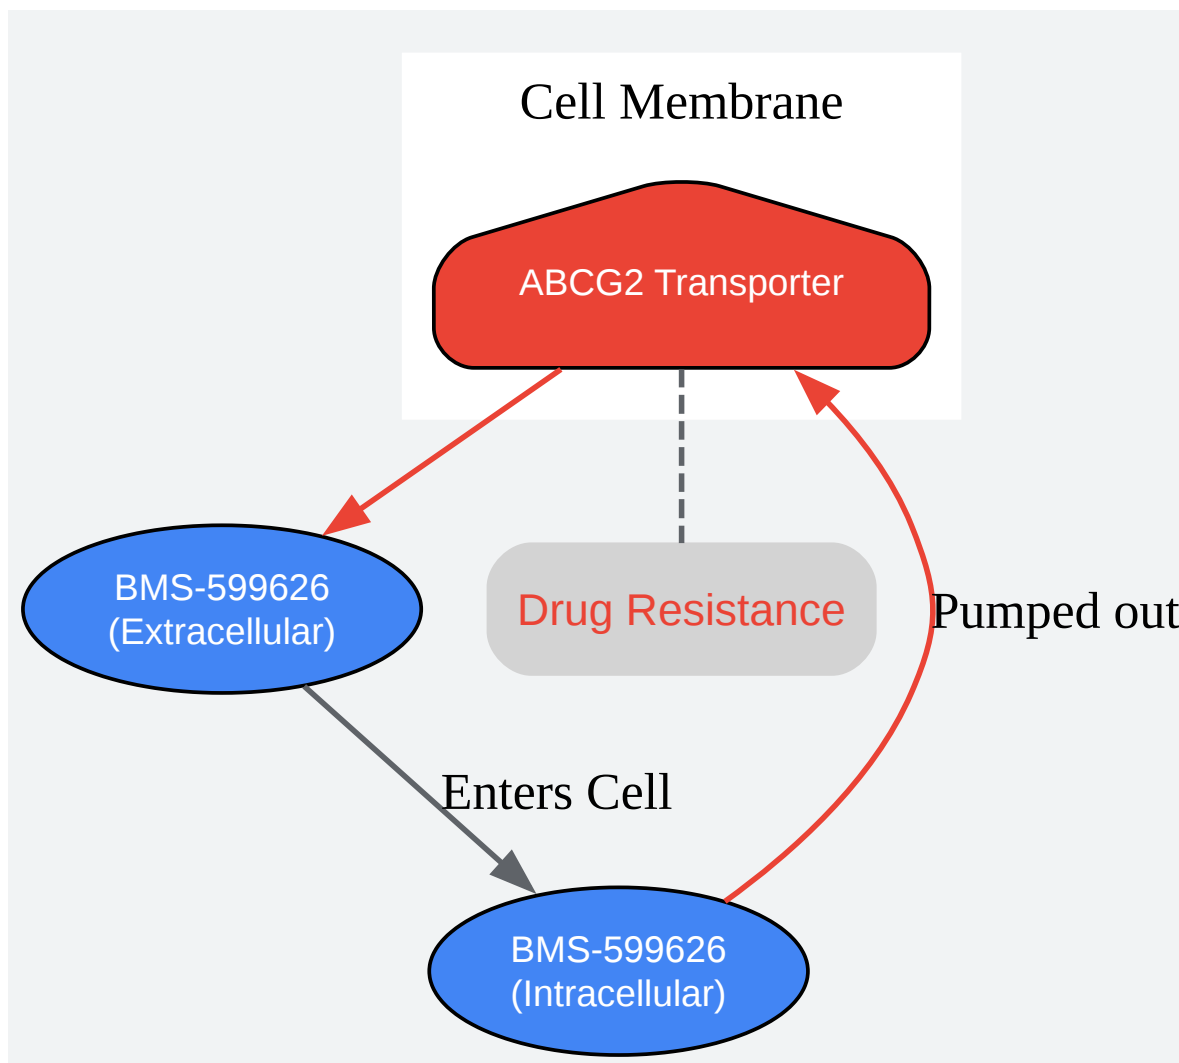 Cell Membrane
ABCG2 Transporter
BMS-599626
(Extracellular)
Drug Resistance
Pumped out
Enters Cell
BMS-599626
(Intracellular)